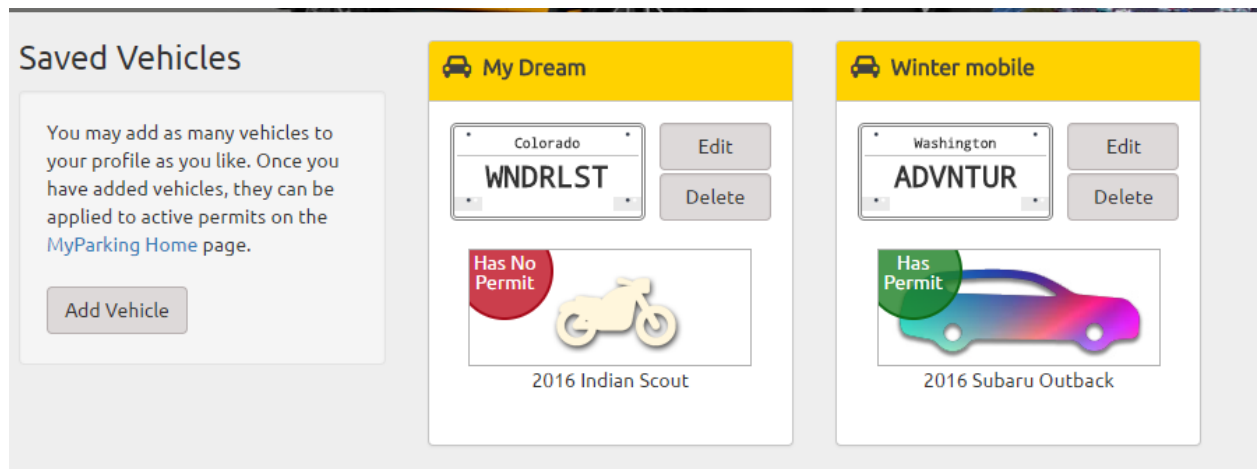 Saved Vehicles
You may add as many vehicles to
your profile as you like. Once you
have added vehicles, they can be
applied to active permits on the
MyParking Home page.
Add Vehicle
My Dream
Colorado
WNDRLST
Edit
Delete
Has No
Permit
2016 Indian Scout
Winter mobile
Washington
ADVNTUR
Edit
Delete
Has
Permit
2016 Subaru Outback